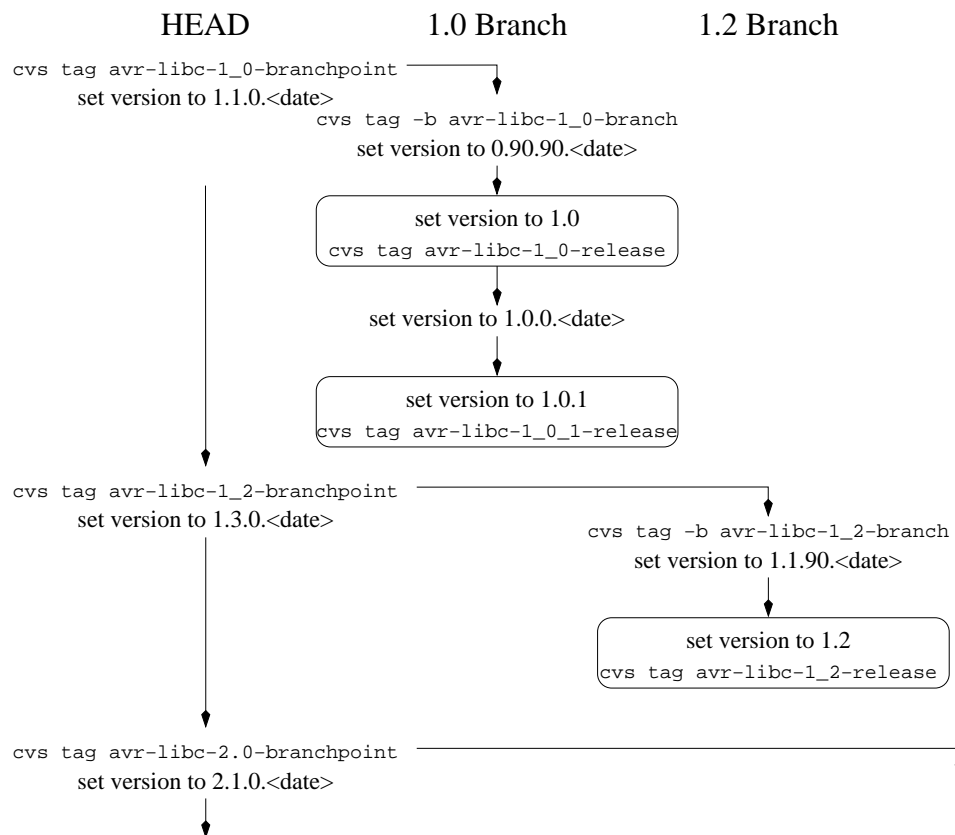 HEAD
1.0 Branch
1.2 Branch
cvs tag avr-libc-1_0-branchpoint
set version to 1.1.0.<date>
cvs tag -b avr-libc-1_0-branch
set version to 0.90.90.<date>
set version to 1.0
cvs tag avr-libc-1_0-release
set version to 1.0.0.<date>
set version to 1.0.1
cvs tag avr-libc-1_0_1-release
cvs tag avr-libc-1_2-branchpoint
set version to 1.3.0.<date>
cvs tag -b avr-libc-1_2-branch
set version to 1.1.90.<date>
set version to 1.2
cvs tag avr-libc-1_2-release
cvs tag avr-libc-2.0-branchpoint
set version to 2.1.0.<date>